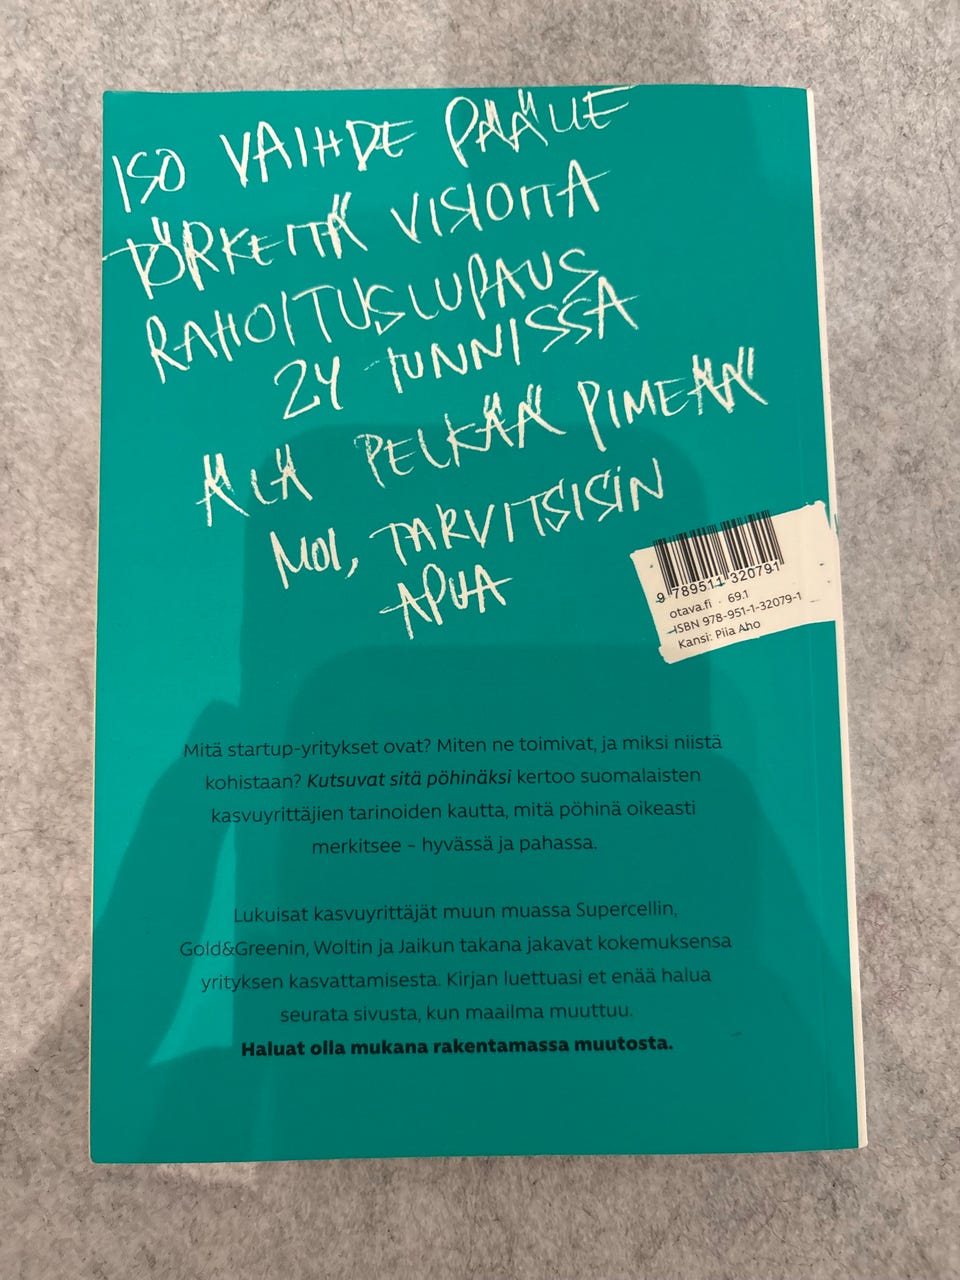 ISO VAIHDE PÄÄLLE
TÖRKEITÄ VISIOITA
RAHOITUSLUPAUS
24 TUNNISSA
ÄLÄ PELKÄÄ PIMEÄÄ
MOI, TARVITSISIN
APUA
9 789511 320791
otava.fi · 69.1
ISBN 978-951-1-32079-1
Kansi: Piia Aho
Mitä startup-yritykset ovat? Miten ne toimivat, ja miksi niistä
kohistaan? Kutsuvat sitä pöhinäksi kertoo suomalaisten
kasvuyrittäjien tarinoiden kautta, mitä pöhinä oikeasti
merkitsee – hyvässä ja pahassa.
Lukuisat kasvuyrittäjät muun muassa Supercellin,
Gold&Greenin, Woltin ja Jaikun takana jakavat kokemuksensa
yrityksen kasvattamisesta. Kirjan luettuasi et enää halua
seurata sivusta, kun maailma muuttuu.
Haluat olla mukana rakentamassa muutosta.